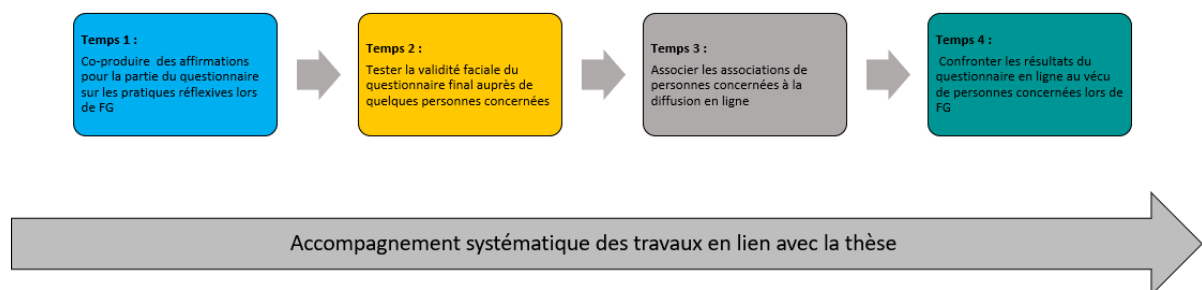 Temps 1 :
Co-produire des affirmations
pour la partie du questionnaire
sur les pratiques réflexives lors
de FG
Temps 2 :
Tester la validité faciale du
questionnaire final auprès de
quelques personnes concernées
Temps 3 :
Associer les associations de
personnes concernées à la
diffusion en ligne
Temps 4 :
Confronter les résultats du
questionnaire en ligne au vécu
de personnes concernées lors de
FG
Accompagnement systématique des travaux en lien avec la thèse